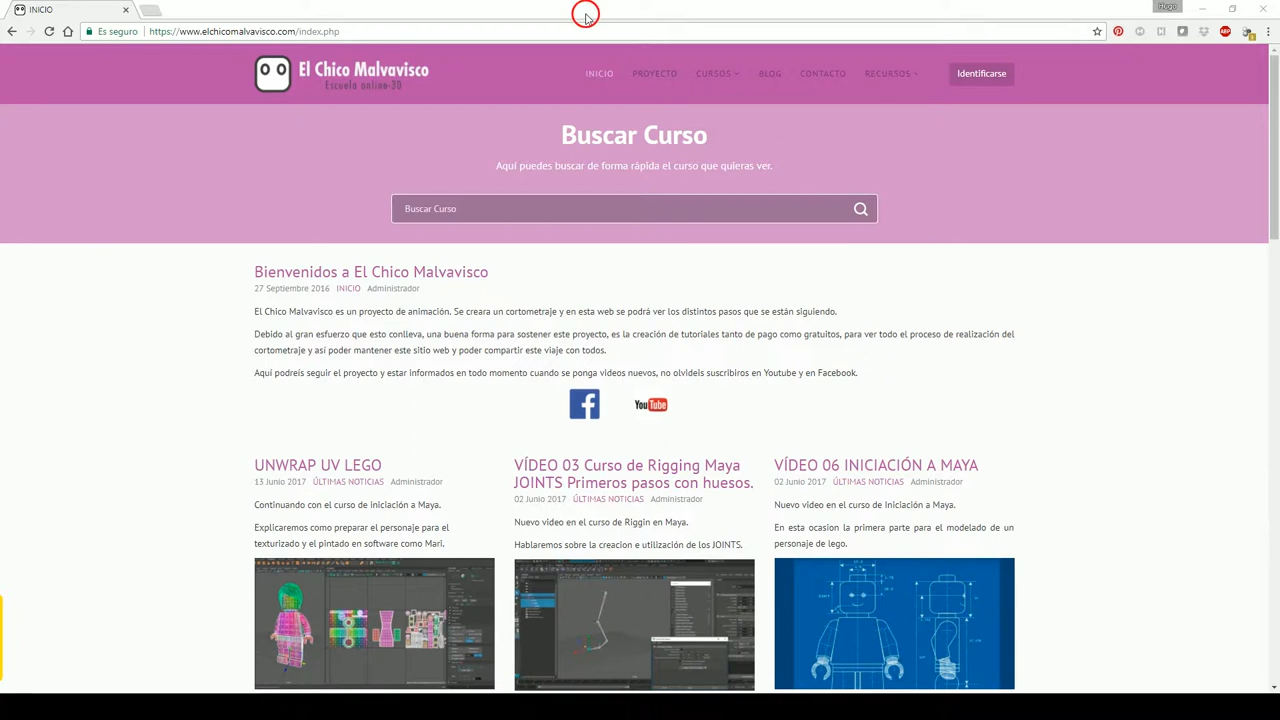 INICIO
Hugo
Es seguro
https://www.elchicomalvavisco.com/index.php
ABP
El Chico Malvavisco
Escuela online-3D
INICIO
PROYECTO
CURSOS
BLOG
CONTACTO
RECURSOS
Identificarse
Buscar Curso
Aquí puedes buscar de forma rápida el curso que quieras ver.
Buscar Curso
Bienvenidos a El Chico Malvavisco
27 Septiembre 2016 INICIO Administrador
El Chico Malvavisco es un proyecto de animación. Se creara un cortometraje y en esta web se podrá ver los distintos pasos que se están siguiendo.
Debido al gran esfuerzo que esto conlleva, una buena forma para sostener este proyecto, es la creación de tutoriales tanto de pago como gratuitos, para ver todo el proceso de realización del
cortometraje y así poder mantener este sitio web y poder compartir este viaje con todos.
Aquí podreís seguir el proyecto y estar informados en todo momento cuando se ponga videos nuevos, no olvideis suscribiros en Youtube y en Facebook.
You Tube
UNWRAP UV LEGO
13 Junio 2017 ÚLTIMAS NOTICIAS Administrador
Continuando con el curso de iniciación a Maya.
Explicaremos como preparar el personaje para el
texturizado y el pintado en software como Mari.
VÍDEO 03 Curso de Rigging Maya
JOINTS Primeros pasos con huesos.
02 Junio 2017 ÚLTIMAS NOTICIAS
Administrador
Nuevo video en el curso de Riggin en Maya.
Hablaremos sobre la creacion e utilización de los JOINTS.
VÍDEO 06 INICIACIÓN A MAYA
02 Junio 2017 ÚLTIMAS NOTICIAS Administrador
Nuevo video en el curso de Iniciación a Maya.
En esta ocasion la primera parte para el modelado de un
personaje de lego.